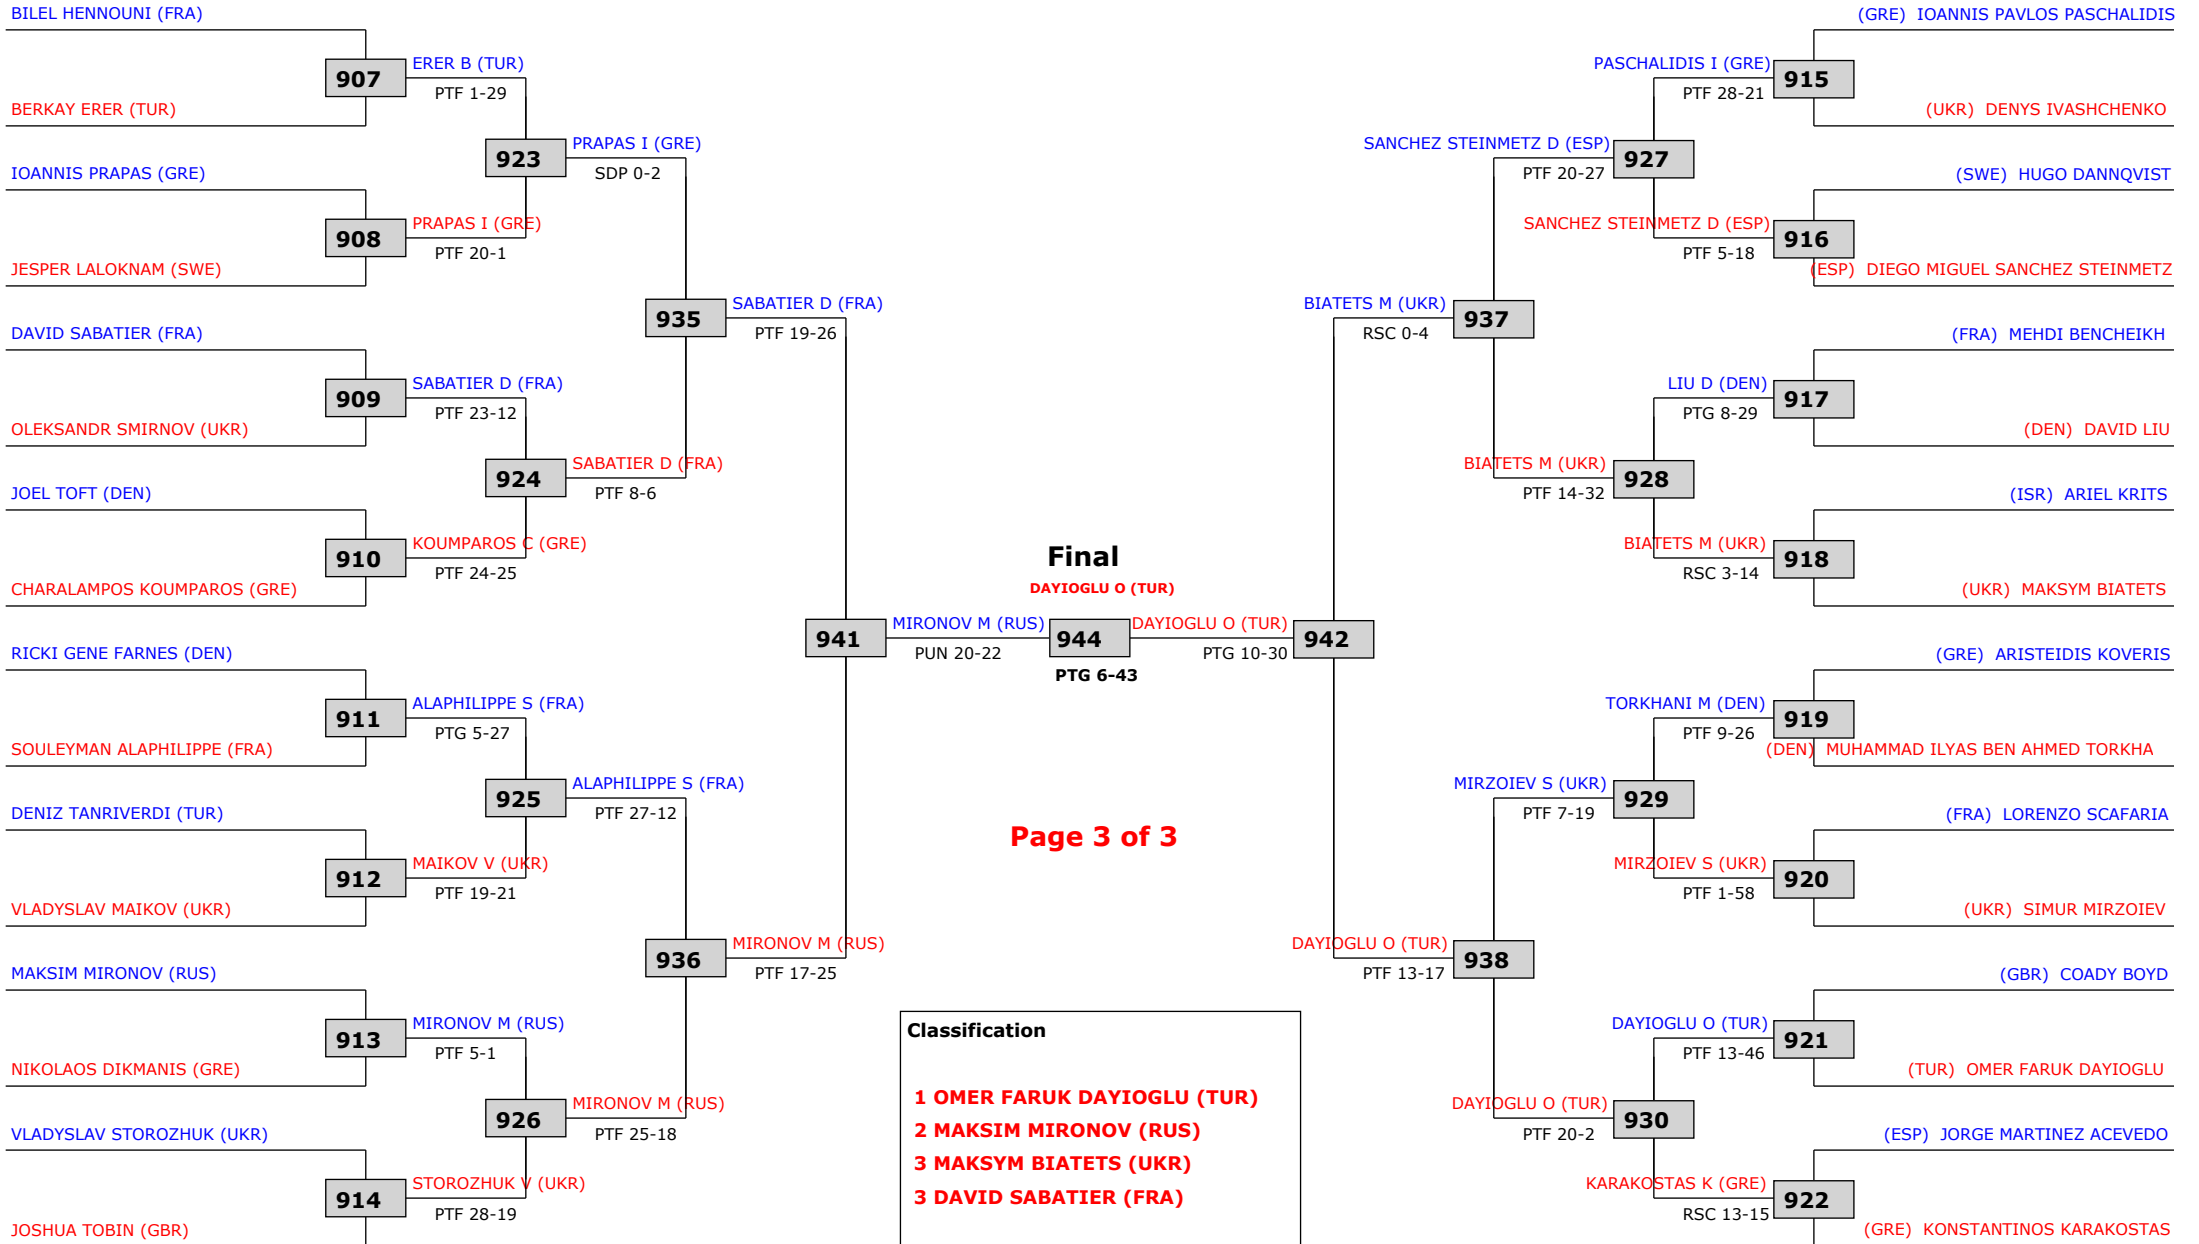 BILEL HENNOUNI (FRA)
907
ERER B (TUR)
PTF 1-29
BERKAY ERER (TUR)
923
PRAPAS I (GRE)
SDP 0-2
IOANNIS PRAPAS (GRE)
908
PRAPAS I (GRE)
PTF 20-1
JESPER LALOKNAM (SWE)
935
SABATIER D (FRA)
PTF 19-26
DAVID SABATIER (FRA)
909
SABATIER D (FRA)
PTF 23-12
OLEKSANDR SMIRNOV (UKR)
924
SABATIER D (FRA)
PTF 8-6
JOEL TOFT (DEN)
910
KOUMPAROS C (GRE)
PTF 24-25
CHARALAMPOS KOUMPAROS (GRE)
941
MIRONOV M (RUS)
PUN 20-22
RICKI GENE FARNES (DEN)
911
ALAPHILIPPE S (FRA)
PTG 5-27
SOULEYMAN ALAPHILIPPE (FRA)
925
ALAPHILIPPE S (FRA)
PTF 27-12
DENIZ TANRIVERDI (TUR)
912
MAIKOV V (UKR)
PTF 19-21
VLADYSLAV MAIKOV (UKR)
936
MIRONOV M (RUS)
PTF 17-25
MAKSIM MIRONOV (RUS)
913
MIRONOV M (RUS)
PTF 5-1
NIKOLAOS DIKMANIS (GRE)
926
MIRONOV M (RUS)
PTF 25-18
VLADYSLAV STOROZHUK (UKR)
914
STOROZHUK V (UKR)
PTF 28-19
JOSHUA TOBIN (GBR)
Final
DAYIOGLU O (TUR)
944
PTG 6-43
Page 3 of 3
Classification
1 OMER FARUK DAYIOGLU (TUR)
2 MAKSIM MIRONOV (RUS)
3 MAKSYM BIATETS (UKR)
3 DAVID SABATIER (FRA)
(GRE) IOANNIS PAVLOS PASCHALIDIS
PASCHALIDIS I (GRE)
915
PTF 28-21
(UKR) DENYS IVASHCHENKO
SANCHEZ STEINMETZ D (ESP)
927
PTF 20-27
(SWE) HUGO DANNQVIST
SANCHEZ STEINMETZ D (ESP)
916
PTF 5-18
(ESP) DIEGO MIGUEL SANCHEZ STEINMETZ
BIATETS M (UKR)
937
RSC 0-4
(FRA) MEHDI BENCHEIKH
LIU D (DEN)
917
PTG 8-29
(DEN) DAVID LIU
BIATETS M (UKR)
928
PTF 14-32
(ISR) ARIEL KRITS
BIATETS M (UKR)
918
RSC 3-14
(UKR) MAKSYM BIATETS
DAYIOGLU O (TUR)
942
PTG 10-30
(GRE) ARISTEIDIS KOVERIS
TORKHANI M (DEN)
919
PTF 9-26
(DEN) MUHAMMAD ILYAS BEN AHMED TORKHA
MIRZOIEV S (UKR)
929
PTF 7-19
(FRA) LORENZO SCAFARIA
MIRZOIEV S (UKR)
920
PTF 1-58
(UKR) SIMUR MIRZOIEV
DAYIOGLU O (TUR)
938
PTF 13-17
(GBR) COADY BOYD
DAYIOGLU O (TUR)
921
PTF 13-46
(TUR) OMER FARUK DAYIOGLU
DAYIOGLU O (TUR)
930
PTF 20-2
(ESP) JORGE MARTINEZ ACEVEDO
KARAKOSTAS K (GRE)
922
RSC 13-15
(GRE) KONSTANTINOS KARAKOSTAS